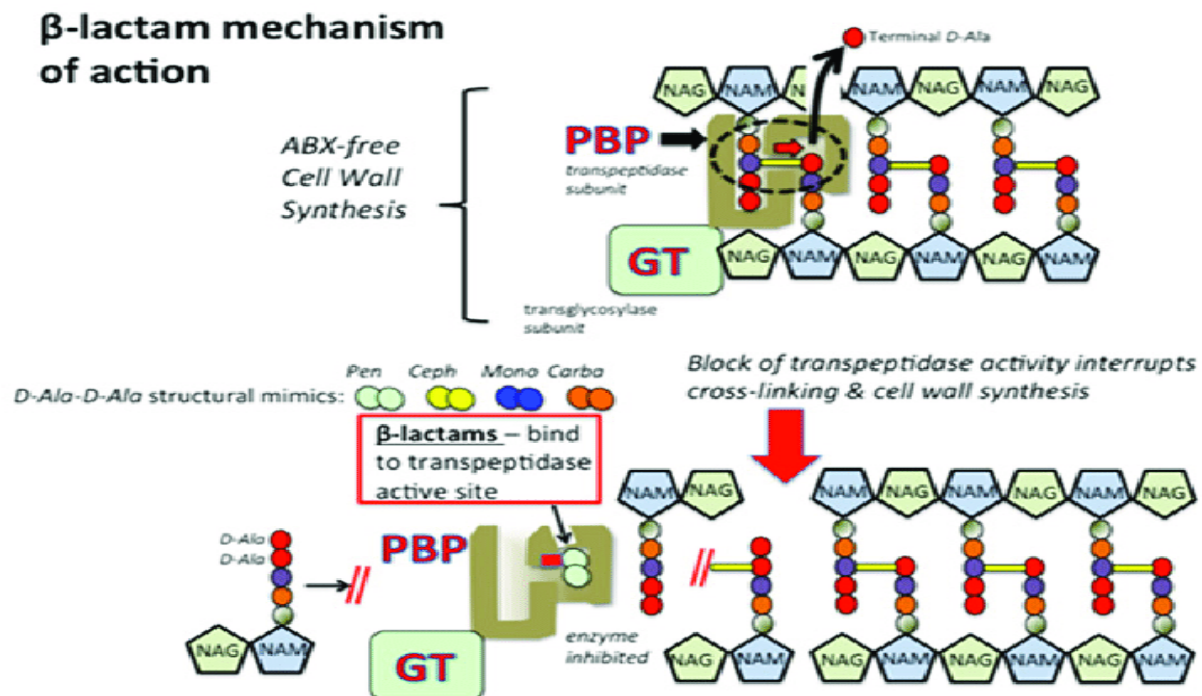 β-lactam mechanism
of action
Terminal D-Ala
NAG NAM N NAM NAG NAM NAG
ABX-free
Cell Wall
Synthesis
PBP
transpeptidase
subunit
GT
NAG NAM NAG NAM NAG NAM
transglycosylase
subunit
Pen Ceph Mono Carba
D-Ala-D-Ala structural mimics:
Block of transpeptidase activity interrupts
cross-linking & cell wall synthesis
β-lactams – bind
to transpeptidase
active site
NAM NAG NAM NAG NAM NAG NAM NAG
D-Ala
D-Ala
PBP
enzyme
inhibited
GT
NAG NAM NAG NAM NAG NAM NAG NAM NAG NAM